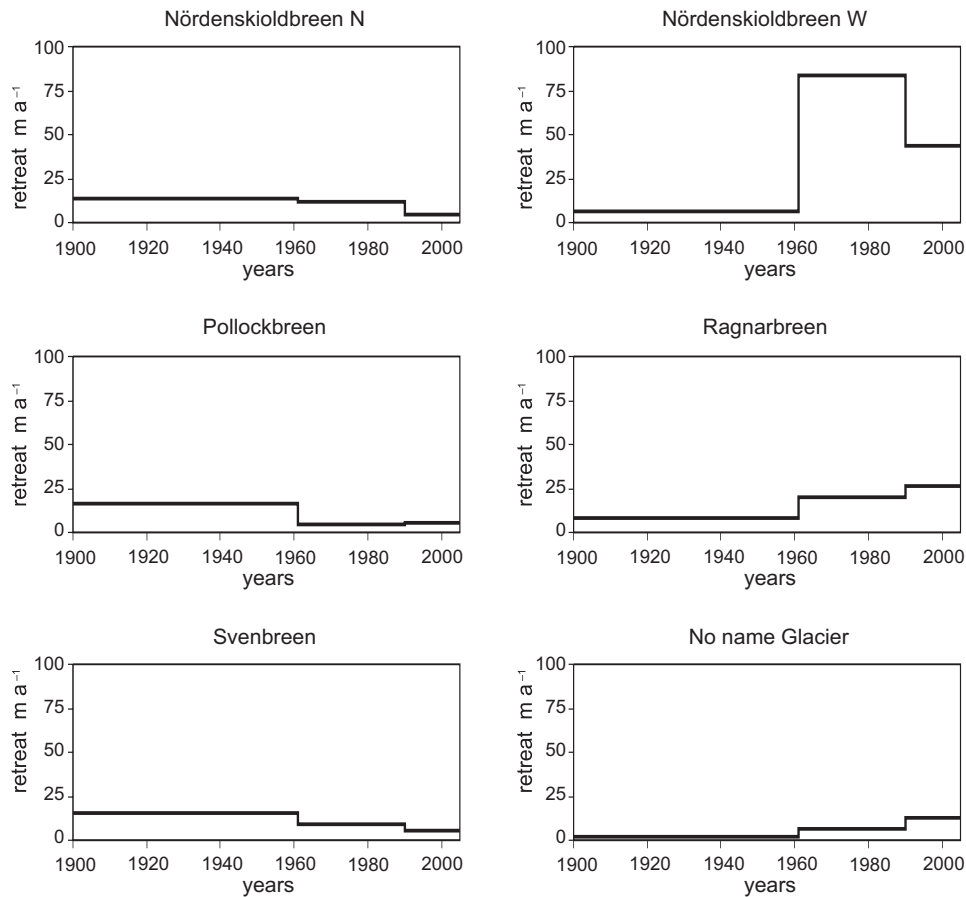 Nördenskioldbreen N
100
75
50
25
0
retreat m a⁻¹
1900 1920 1940 1960 1980 2000
years
Nördenskioldbreen W
100
75
50
25
0
retreat m a⁻¹
1900 1920 1940 1960 1980 2000
years
Pollockbreen
100
75
50
25
0
retreat m a⁻¹
1900 1920 1940 1960 1980 2000
years
Ragnarbreen
100
75
50
25
0
retreat m a⁻¹
1900 1920 1940 1960 1980 2000
years
Svenbreen
100
75
50
25
0
retreat m a⁻¹
1900 1920 1940 1960 1980 2000
years
No name Glacier
100
75
50
25
0
retreat m a⁻¹
1900 1920 1940 1960 1980 2000
years